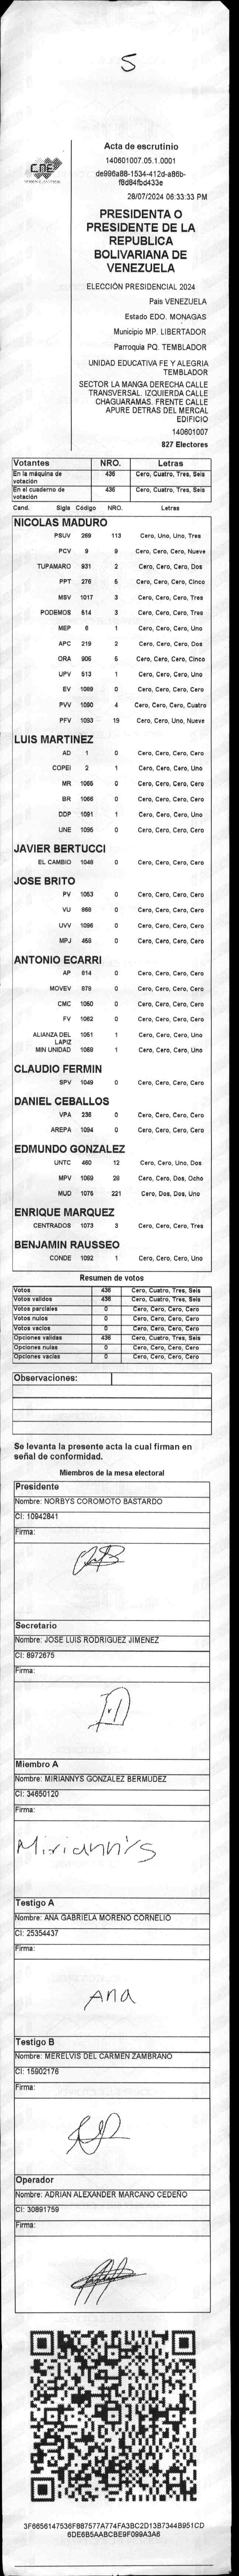 5
CNE
Acta de escrutinio
140601007.05.1.0001
de996a88-1534-412d-a86b-
f8d84fbd433e
28/07/2024 06:33:33 PM
PRESIDENTA O
PRESIDENTE DE LA
REPUBLICA
BOLIVARIANA DE
VENEZUELA
ELECCIÓN PRESIDENCIAL 2024
Pais VENEZUELA
Estado EDO. MONAGAS
Municipio MP. LIBERTADOR
Parroquia PQ. TEMBLADOR
UNIDAD EDUCATIVA FE Y ALEGRIA
TEMBLADOR
SECTOR LA MANGA DERECHA CALLE
TRANSVERSAL. IZQUIERDA CALLE
CHAGUARAMAS. FRENTE CALLE
APURE DETRAS DEL MERCAL
EDIFICIO
140601007
827 Electores
Votantes NRO. Letras
En la máquina de votación 436 Cero, Cuatro, Tres, Seis
En el cuaderno de votación 436 Cero, Cuatro, Tres, Seis
Cand. Sigla Código NRO. Letras
NICOLAS MADURO
PSUV 269 113 Cero, Uno, Uno, Tres
PCV 9 9 Cero, Cero, Cero, Nueve
TUPAMARO 931 2 Cero, Cero, Cero, Dos
PPT 276 5 Cero, Cero, Cero, Cinco
MSV 1017 3 Cero, Cero, Cero, Tres
PODEMOS 514 3 Cero, Cero, Cero, Tres
MEP 6 1 Cero, Cero, Cero, Uno
APC 219 2 Cero, Cero, Cero, Dos
ORA 906 5 Cero, Cero, Cero, Cinco
UPV 513 1 Cero, Cero, Cero, Uno
EV 1089 0 Cero, Cero, Cero, Cero
PVV 1090 4 Cero, Cero, Cero, Cuatro
PFV 1093 19 Cero, Cero, Uno, Nueve
LUIS MARTINEZ
AD 1 0 Cero, Cero, Cero, Cero
COPEI 2 1 Cero, Cero, Cero, Uno
MR 1065 0 Cero, Cero, Cero, Cero
BR 1066 0 Cero, Cero, Cero, Cero
DDP 1091 1 Cero, Cero, Cero, Uno
UNE 1095 0 Cero, Cero, Cero, Cero
JAVIER BERTUCCI
EL CAMBIO 1048 0 Cero, Cero, Cero, Cero
JOSE BRITO
PV 1053 0 Cero, Cero, Cero, Cero
VU 868 0 Cero, Cero, Cero, Cero
UVV 1096 0 Cero, Cero, Cero, Cero
MPJ 458 0 Cero, Cero, Cero, Cero
ANTONIO ECARRI
AP 814 0 Cero, Cero, Cero, Cero
MOVEV 878 0 Cero, Cero, Cero, Cero
CMC 1050 0 Cero, Cero, Cero, Cero
FV 1062 0 Cero, Cero, Cero, Cero
ALIANZA DEL LAPIZ 1051 1 Cero, Cero, Cero, Uno
MIN UNIDAD 1068 1 Cero, Cero, Cero, Uno
CLAUDIO FERMIN
SPV 1049 0 Cero, Cero, Cero, Cero
DANIEL CEBALLOS
VPA 236 0 Cero, Cero, Cero, Cero
AREPA 1094 0 Cero, Cero, Cero, Cero
EDMUNDO GONZALEZ
UNTC 460 12 Cero, Cero, Uno, Dos
MPV 1069 28 Cero, Cero, Dos, Ocho
MUD 1075 221 Cero, Dos, Dos, Uno
ENRIQUE MARQUEZ
CENTRADOS 1073 3 Cero, Cero, Cero, Tres
BENJAMIN RAUSSEO
CONDE 1092 1 Cero, Cero, Cero, Uno
Resumen de votos
Votos 436 Cero, Cuatro, Tres, Seis
Votos validos 436 Cero, Cuatro, Tres, Seis
Votos parciales 0 Cero, Cero, Cero, Cero
Votos nulos 0 Cero, Cero, Cero, Cero
Votos vacios 0 Cero, Cero, Cero, Cero
Opciones validas 436 Cero, Cuatro, Tres, Seis
Opciones nulas 0 Cero, Cero, Cero, Cero
Opciones vacias 0 Cero, Cero, Cero, Cero
Observaciones:
Se levanta la presente acta la cual firman en
señal de conformidad.
Miembros de la mesa electoral
Presidente
Nombre: NORBYS COROMOTO BASTARDO
CI: 10942841
Firma:
Secretario
Nombre: JOSE LUIS RODRIGUEZ JIMENEZ
CI: 8972675
Firma:
Miembro A
Nombre: MIRIANNYS GONZALEZ BERMUDEZ
CI: 34650120
Firma:
Miriannys
Testigo A
Nombre: ANA GABRIELA MORENO CORNELIO
CI: 25354437
Firma:
Ana
Testigo B
Nombre: MERELVIS DEL CARMEN ZAMBRANO
CI: 15902176
Firma:
Operador
Nombre: ADRIAN ALEXANDER MARCANO CEDEÑO
CI: 30891759
Firma:
3F6656147536F887577A774FA3BC2D13B7344B951CD
6DE6B5AABCBE9F099A3A6